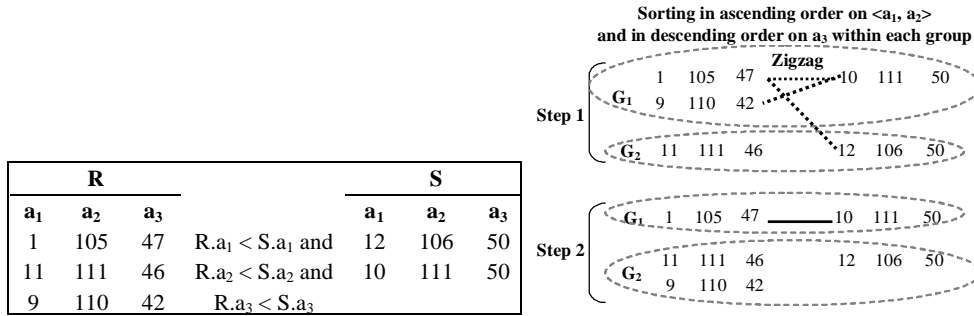 R S
a1 a2 a3 a1 a2 a3
1 105 47 R.a1 < S.a1 and 12 106 50
11 111 46 R.a2 < S.a2 and 10 111 50
9 110 42 R.a3 < S.a3
Sorting in ascending order on <a1, a2>
and in descending order on a3 within each group
Zigzag
Step 1
1 105 47 10 111 50
G1
9 110 42
G2 11 111 46 12 106 50
Step 2
G1 1 105 47 10 111 50
11 111 46 12 106 50
G2
9 110 42